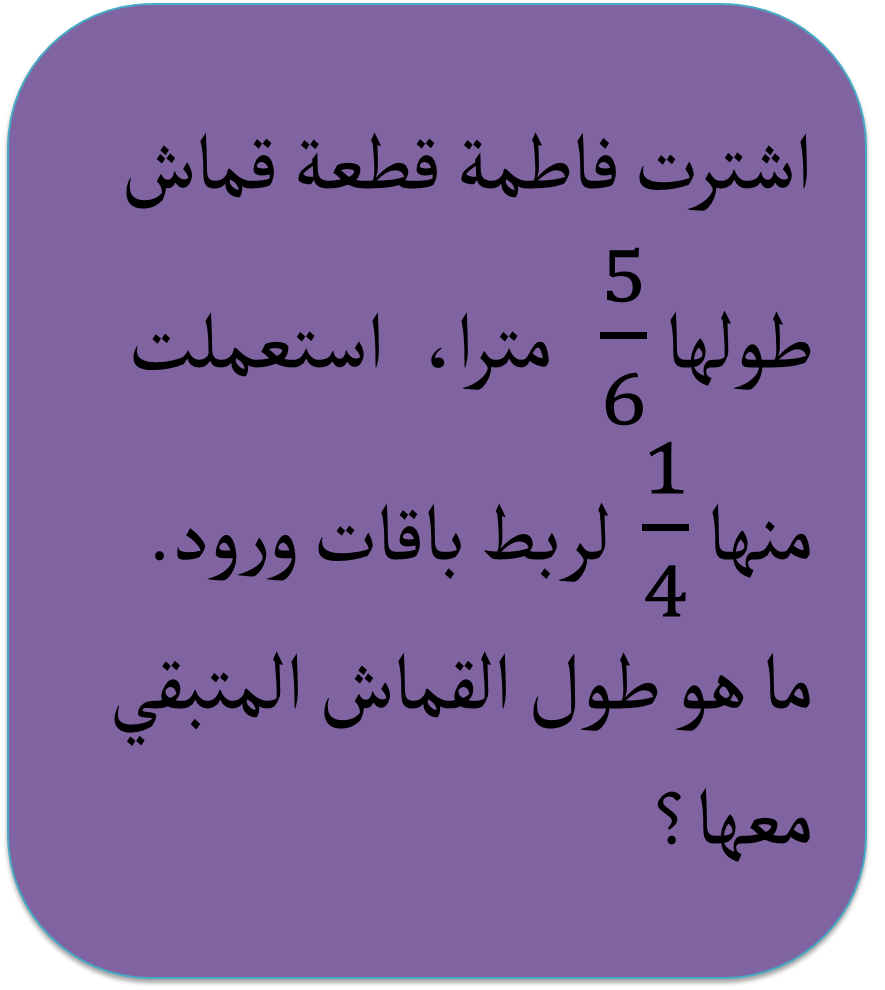 اشترت فاطمة قطعة قماش
طولها 5/6 مترا، استعملت
منها 1/4 لربط باقات ورود.
ما هو طول القماش المتبقي
معها؟